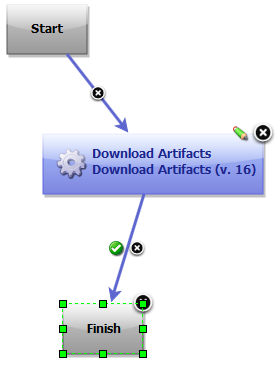 Start
Download Artifacts
Download Artifacts (v. 16)
Finish